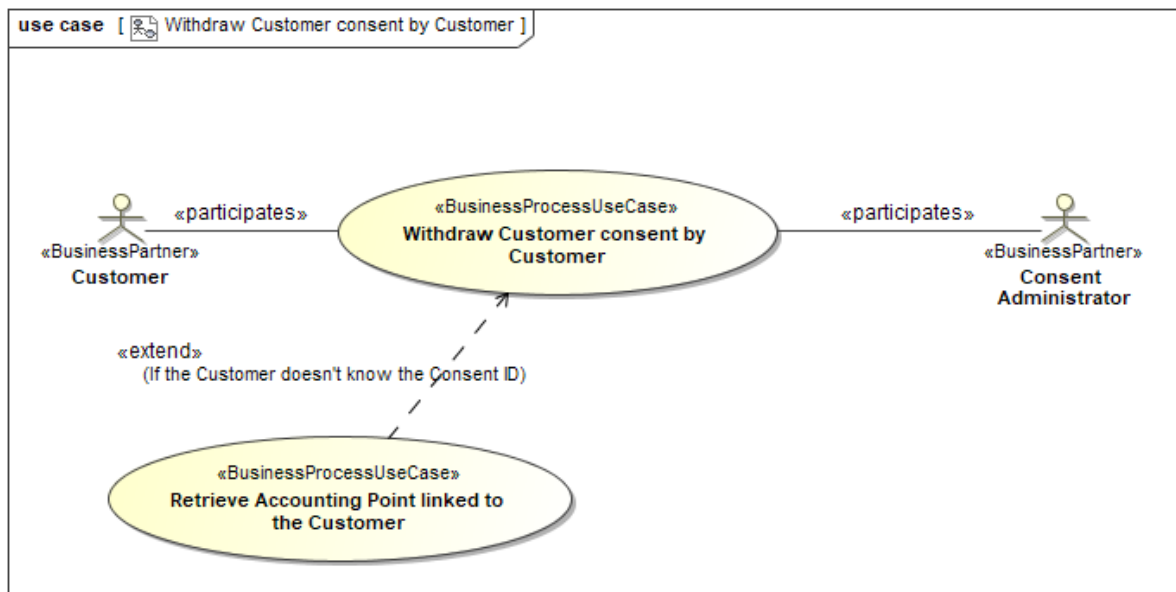 use case [ Withdraw Customer consent by Customer ]
«participates»
«BusinessPartner»
Customer
«BusinessProcessUseCase»
Withdraw Customer consent by
Customer
«participates»
«BusinessPartner»
Consent
Administrator
«extend»
(If the Customer doesn't know the Consent ID)
«BusinessProcessUseCase»
Retrieve Accounting Point linked to
the Customer